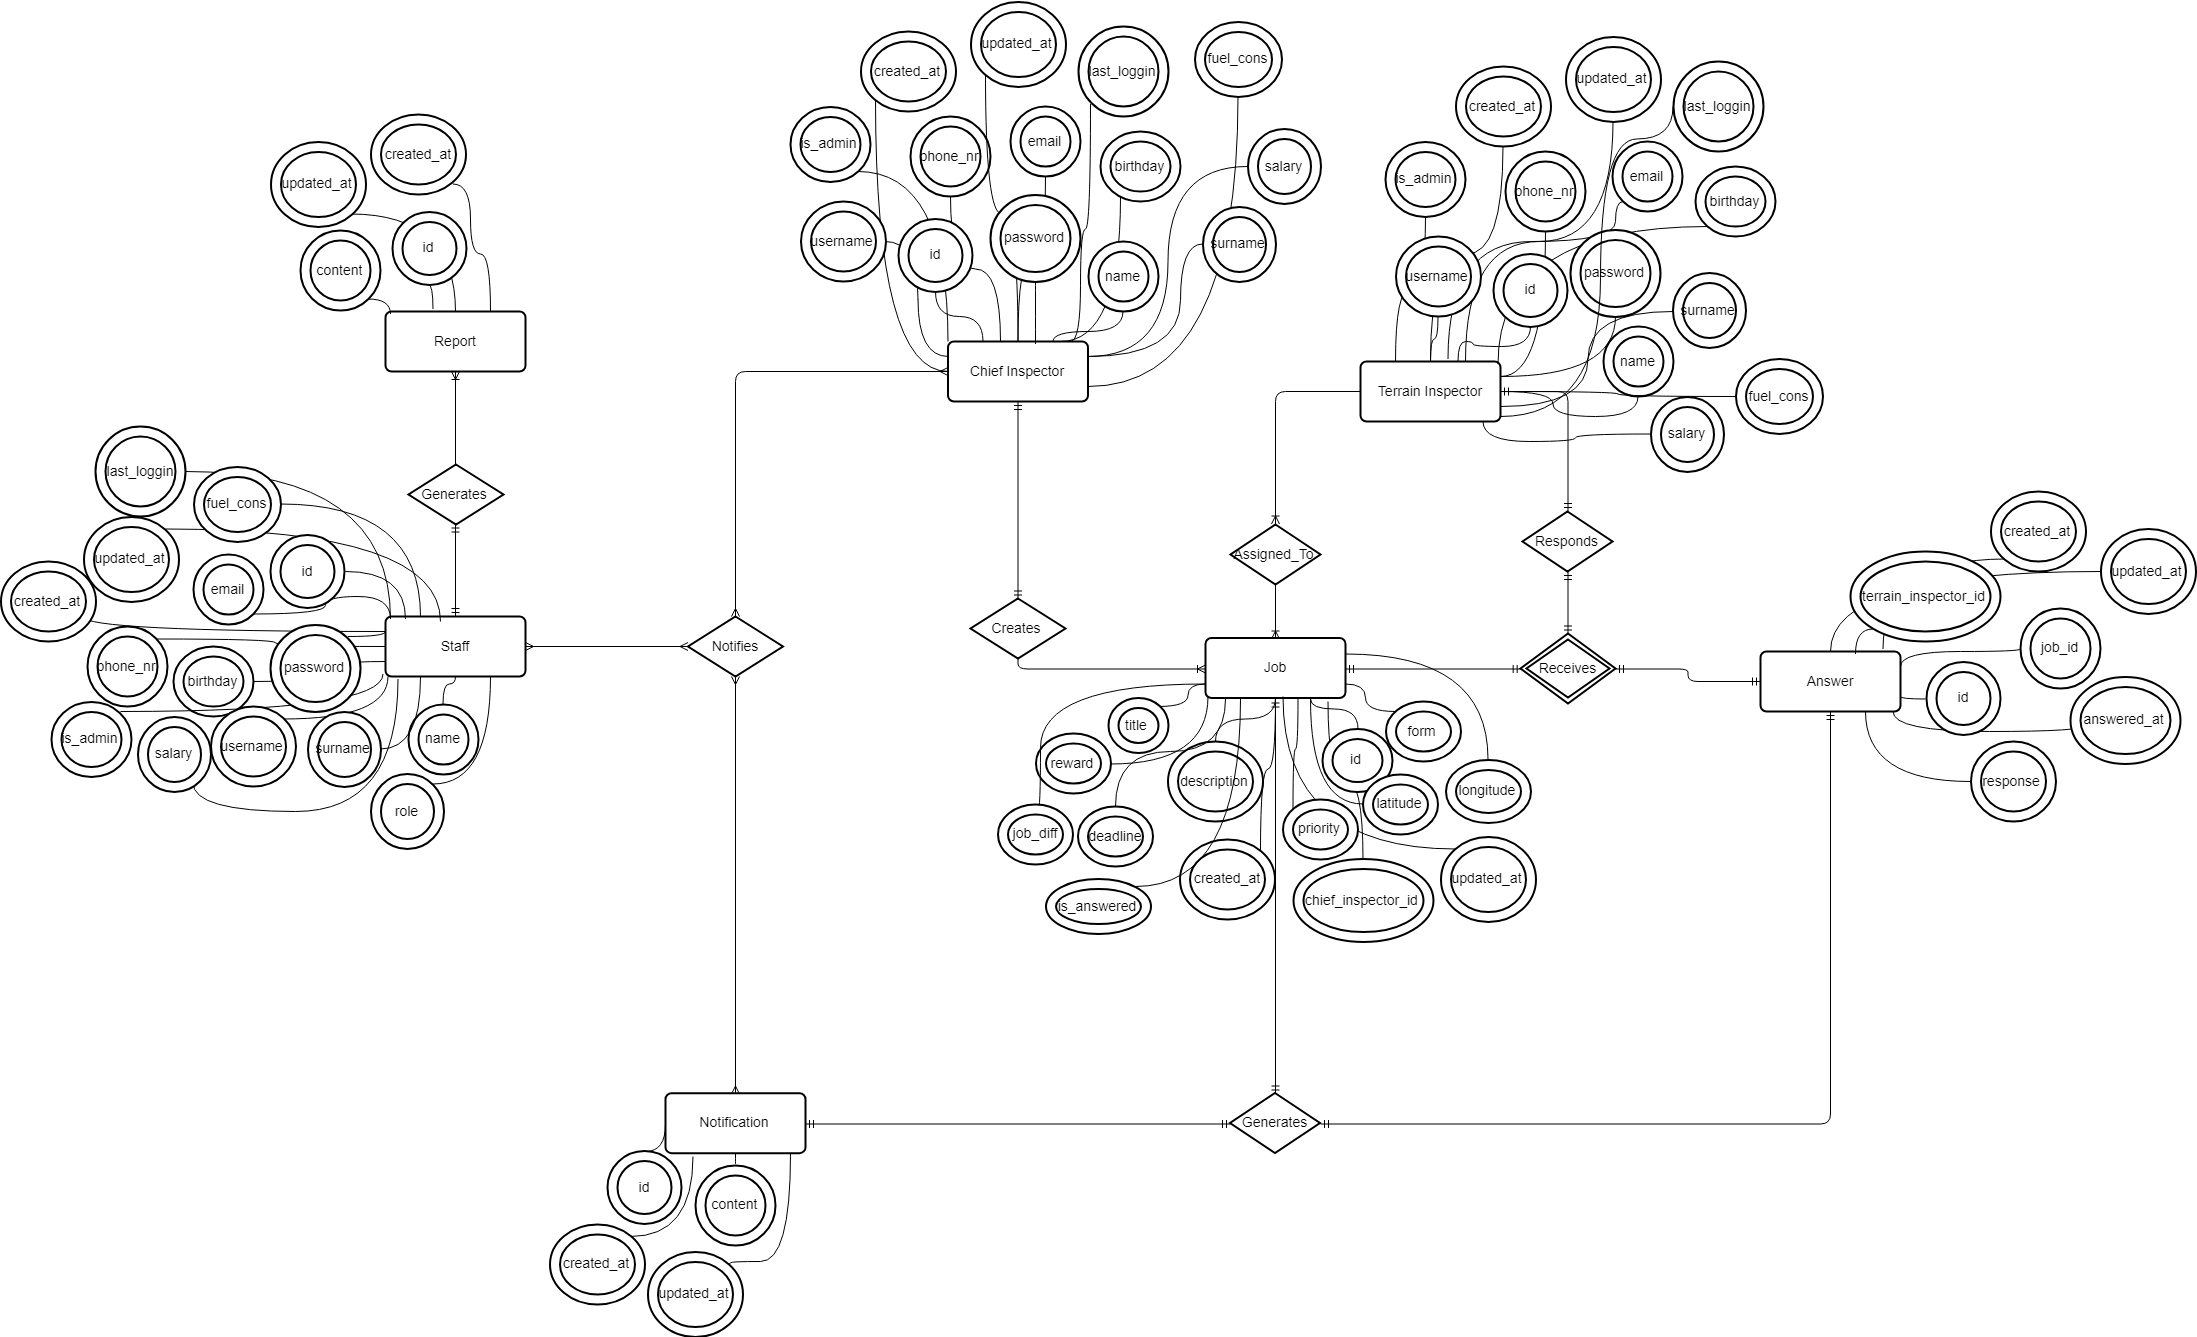 updated_at
created_at
last_loggin
fuel_cons
is_admin
phone_nr
email
birthday
salary
username
id
password
name
surname
Chief Inspector
updated_at
created_at
last_loggin
is_admin
phone_nr
email
birthday
username
id
password
surname
name
fuel_cons
salary
Terrain Inspector
created_at
updated_at
id
content
Report
Generates
last_loggin
fuel_cons
updated_at
id
email
created_at
phone_nr
birthday
password
is_admin
salary
username
surname
name
role
Staff
Notifies
Creates
Assigned_To
Responds
Job
Receives
Answer
created_at
updated_at
terrain_inspector_id
job_id
id
answered_at
response
title
reward
description
id
form
job_diff
deadline
priority
latitude
longitude
is_answered
created_at
chief_inspector_id
updated_at
Notification
Generates
id
content
created_at
updated_at